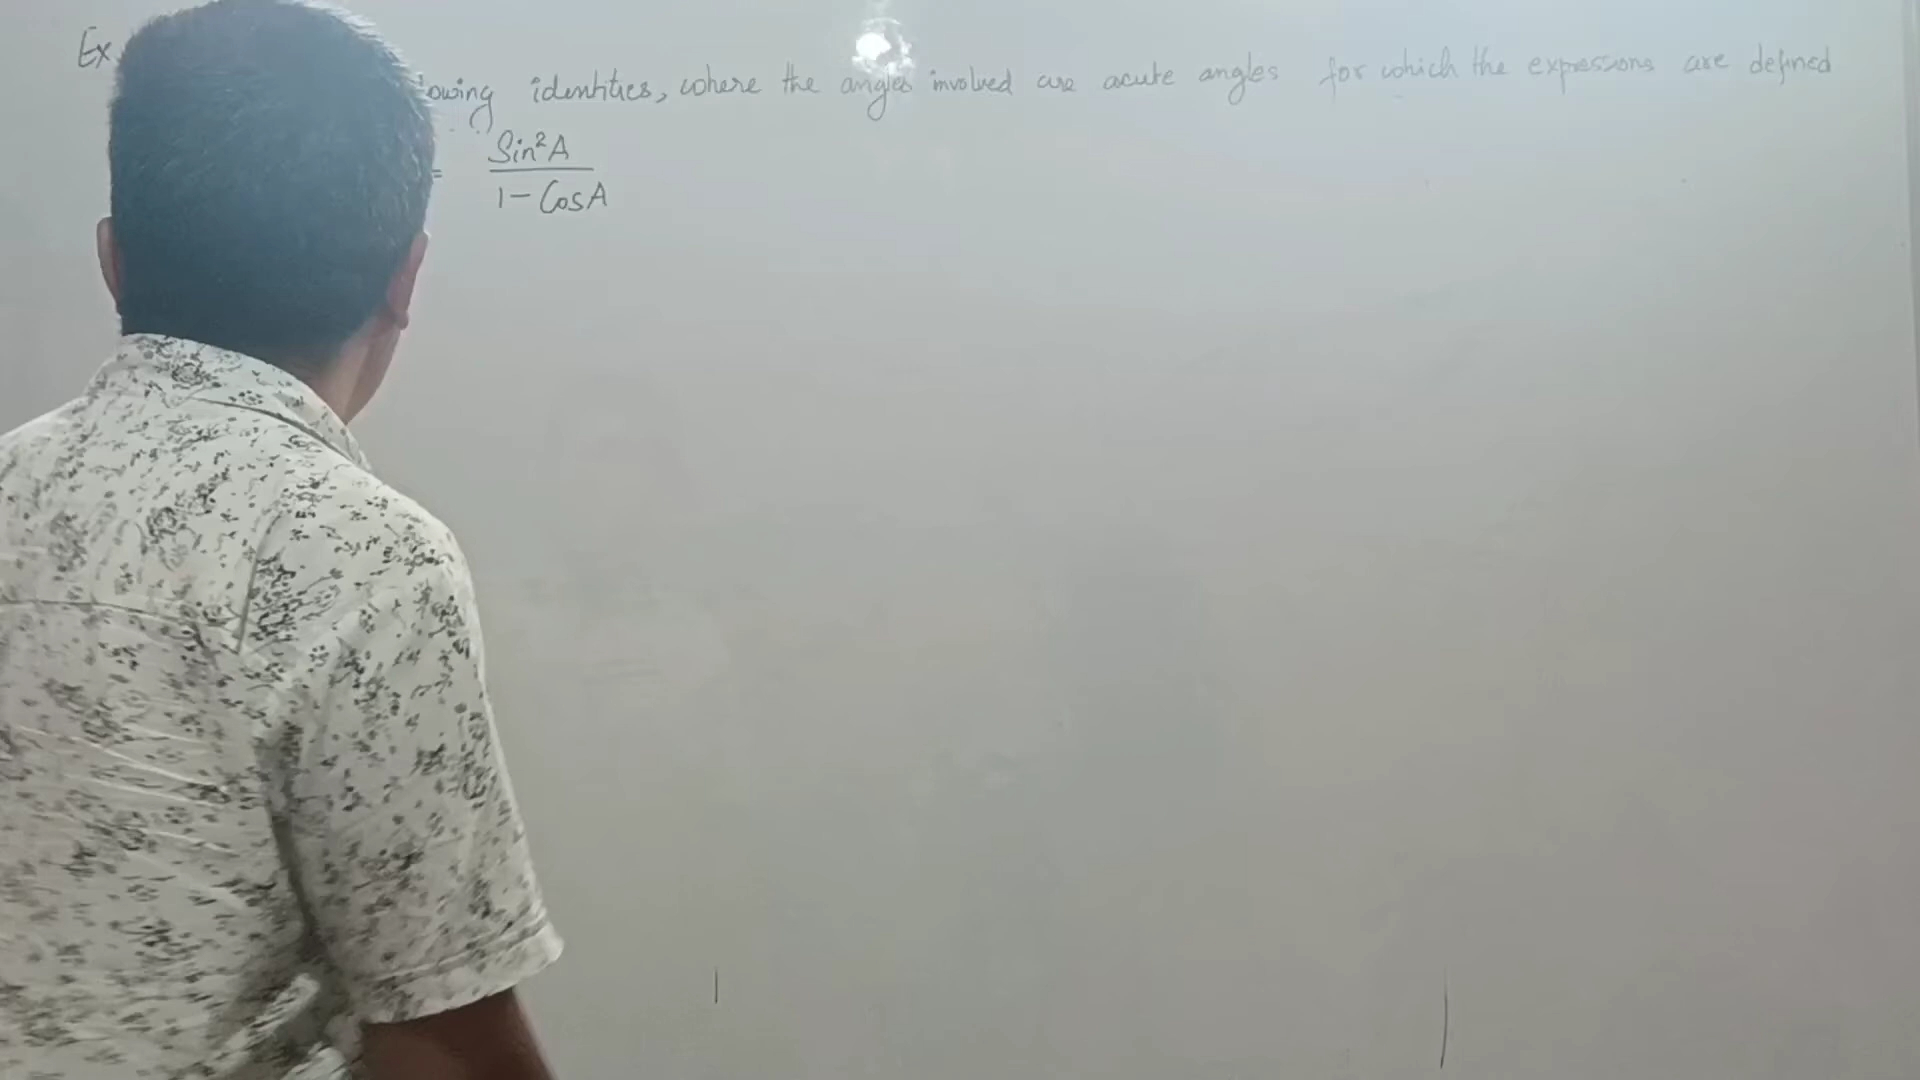 Ex
owing identities, where the angles involved are acute angles for which the expressions are defined
= Sin²A
1 - CosA